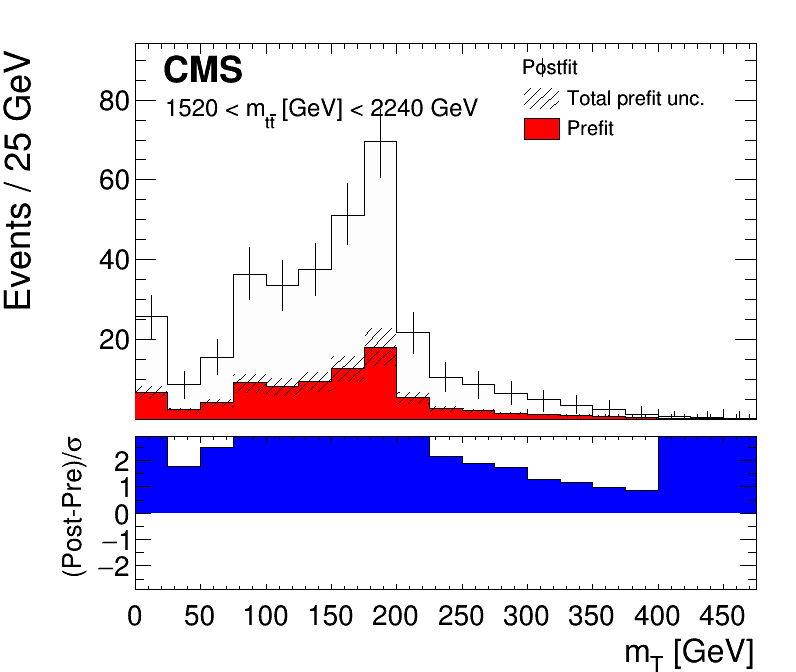 CMS
1520 < m_tt̄ [GeV] < 2240 GeV
Postfit
Total prefit unc.
Prefit
Events / 25 GeV
80
60
40
20
(Post-Pre)/σ
2
1
0
−1
−2
0 50 100 150 200 250 300 350 400 450
m_T [GeV]